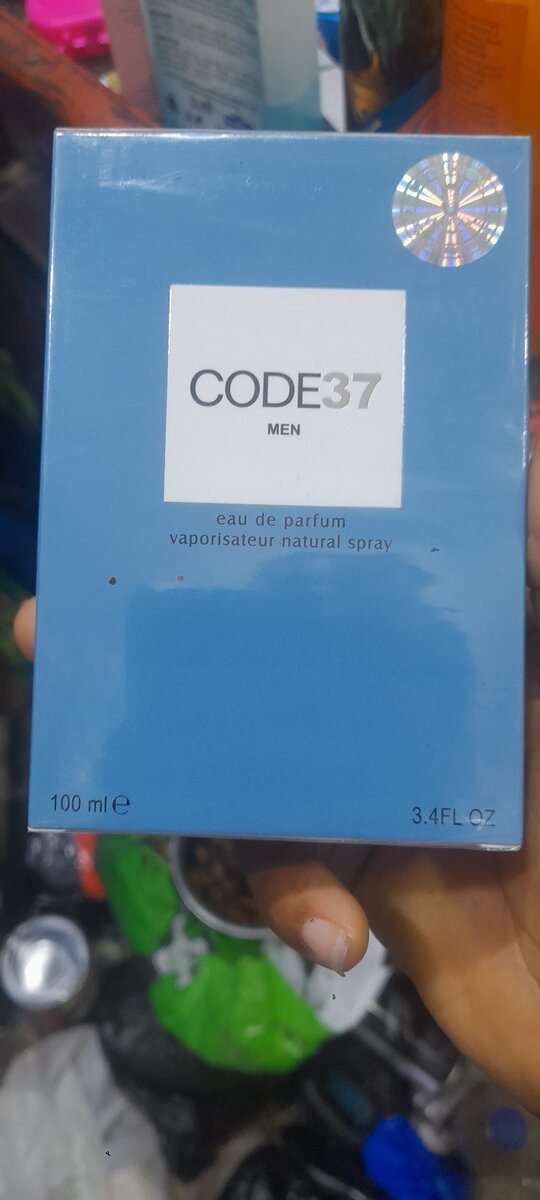 CODE37
MEN
eau de parfum
vaporisateur natural spray
100 ml ℮
3.4FL OZ